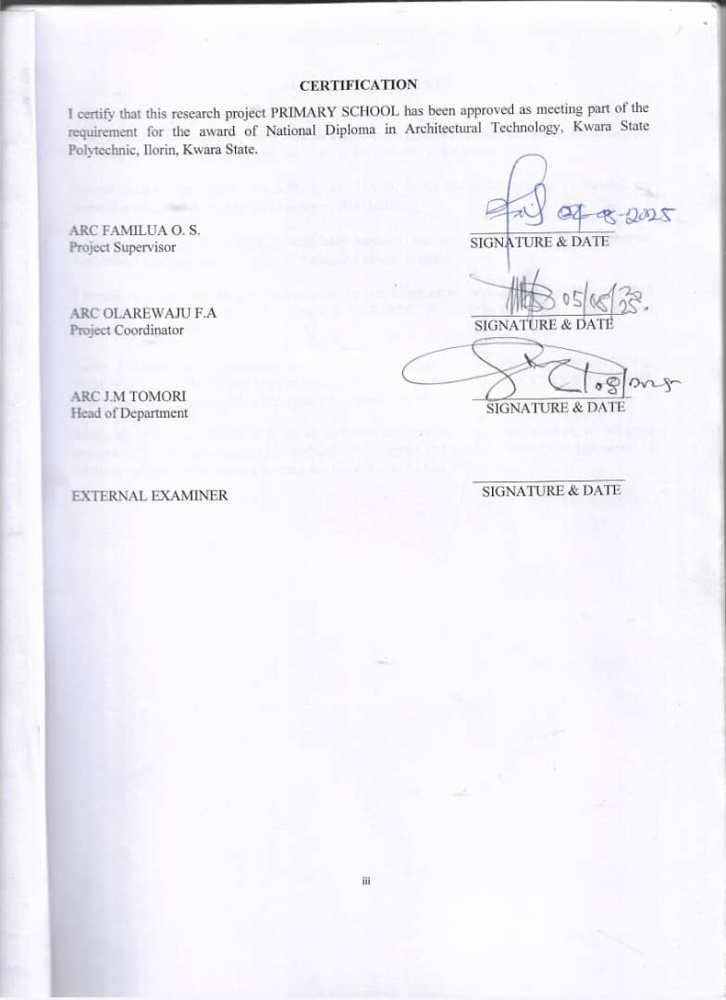 CERTIFICATION
I certify that this research project PRIMARY SCHOOL has been approved as meeting part of the
requirement for the award of National Diploma in Architectural Technology, Kwara State
Polytechnic, Ilorin, Kwara State.
04-08-2025
ARC FAMILUA O. S.
Project Supervisor
SIGNATURE & DATE
05/08/2025.
ARC OLAREWAJU F.A
Project Coordinator
SIGNATURE & DATE
ARC J.M TOMORI
Head of Department
SIGNATURE & DATE
EXTERNAL EXAMINER
SIGNATURE & DATE
iii